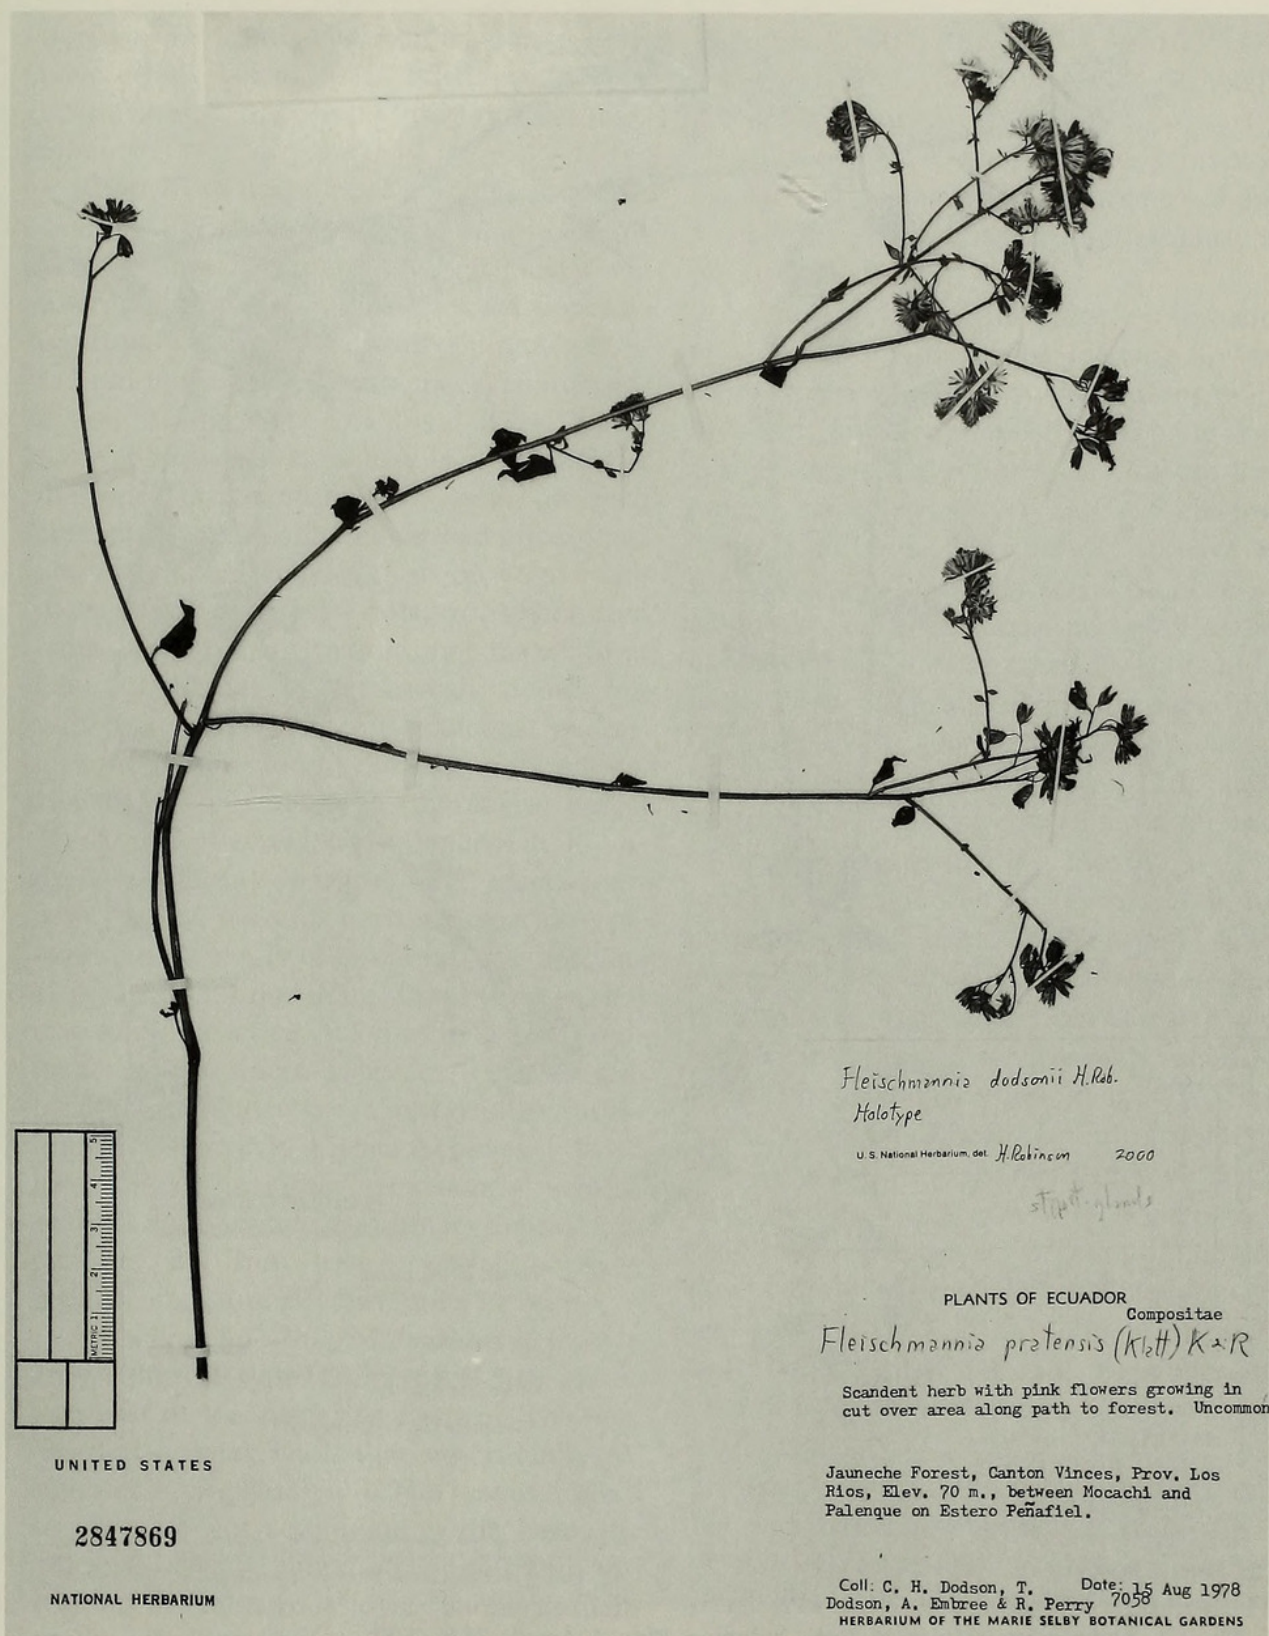 Fleischmannia dodsonii H.Rob.
Holotype
U. S. National Herbarium, det. H.Robinson 2000
PLANTS OF ECUADOR
Compositae
Fleischmannia pratensis (Klatt) K & R
Scandent herb with pink flowers growing in
cut over area along path to forest. Uncommon
Jauneche Forest, Canton Vinces, Prov. Los
Rios, Elev. 70 m., between Mocachi and
Palenque on Estero Peñafiel.
Coll: C. H. Dodson, T. Date: 15 Aug 1978
Dodson, A. Embree & R. Perry 7058
HERBARIUM OF THE MARIE SELBY BOTANICAL GARDENS
5
4
3
2
METRIC 1
UNITED STATES
2847869
NATIONAL HERBARIUM